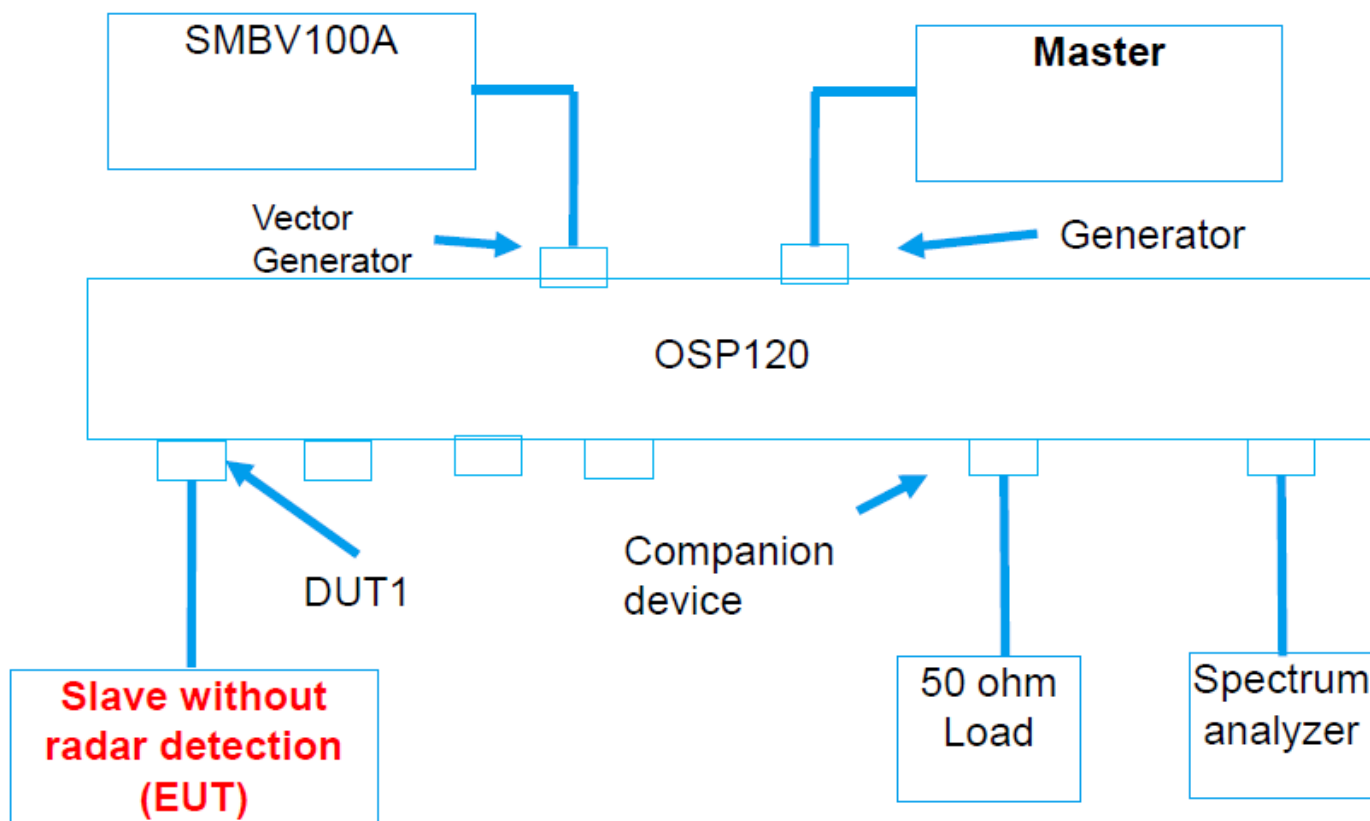 SMBV100A
Master
Vector
Generator
Generator
OSP120
DUT1
Companion
device
Slave without
radar detection
(EUT)
50 ohm
Load
Spectrum
analyzer